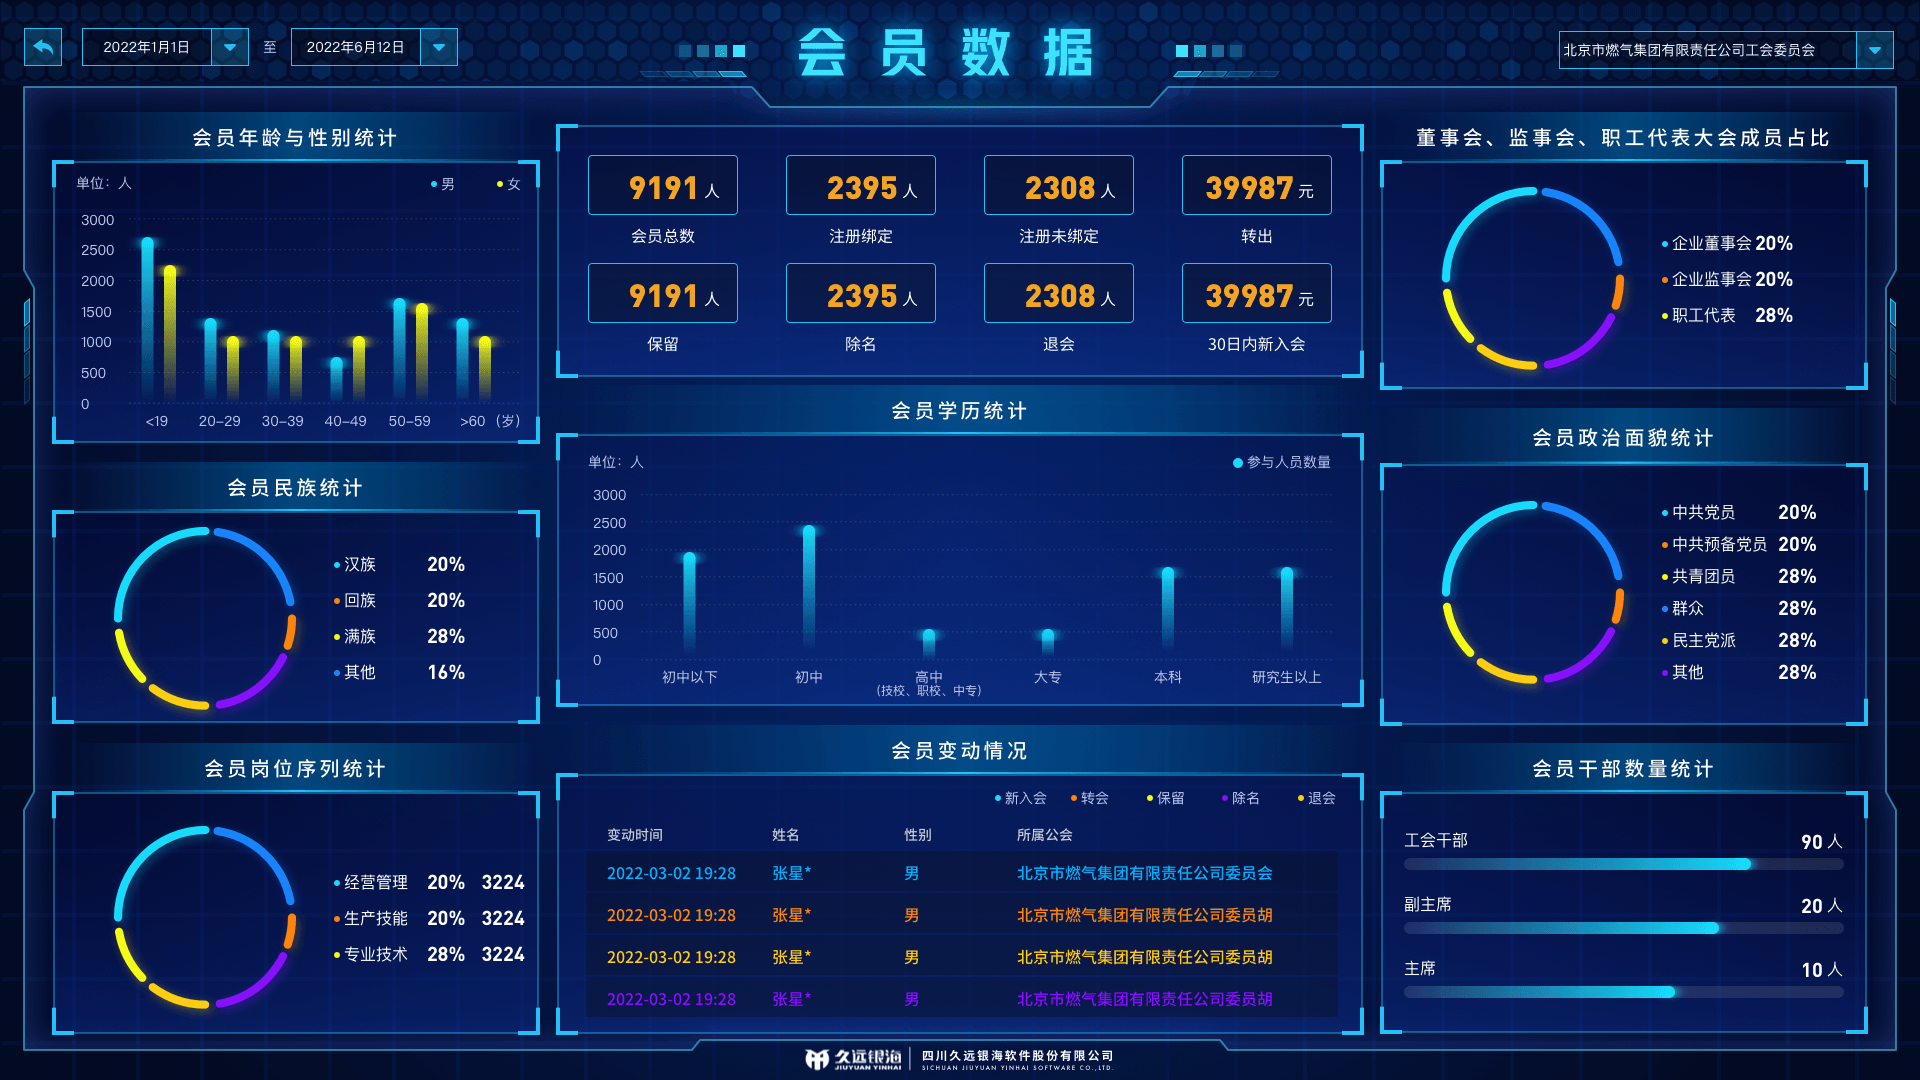 2022年1月1日 至 2022年6月12日
会员数据
北京市燃气集团有限责任公司工会委员会
会员年龄与性别统计
单位：人 男 女
3000
2500
2000
1500
1000
500
0
<19 20-29 30-39 40-49 50-59 >60 (岁)
会员民族统计
汉族 20%
回族 20%
满族 28%
其他 16%
会员岗位序列统计
经营管理 20% 3224
生产技能 20% 3224
专业技术 28% 3224
9191人 2395人 2308人 39987元
会员总数 注册绑定 注册未绑定 转出
9191人 2395人 2308人 39987元
保留 除名 退会 30日内新入会
会员学历统计
单位：人 参与人员数量
3000
2500
2000
1500
1000
500
0
初中以下 初中 高中 大专 本科 研究生以上
(技校、职校、中专)
会员变动情况
新入会 转会 保留 除名 退会
变动时间 姓名 性别 所属公会
2022-03-02 19:28 张星* 男 北京市燃气集团有限责任公司委员会
2022-03-02 19:28 张星* 男 北京市燃气集团有限责任公司委员胡
2022-03-02 19:28 张星* 男 北京市燃气集团有限责任公司委员胡
2022-03-02 19:28 张星* 男 北京市燃气集团有限责任公司委员胡
董事会、监事会、职工代表大会成员占比
企业董事会 20%
企业监事会 20%
职工代表 28%
会员政治面貌统计
中共党员 20%
中共预备党员 20%
共青团员 28%
群众 28%
民主党派 28%
其他 28%
会员干部数量统计
工会干部 90人
副主席 20人
主席 10人
久远银海 四川久远银海软件股份有限公司
JIUYUAN YINHAI SICHUAN JIUYUAN YINHAI SOFTWARE CO.,LTD.